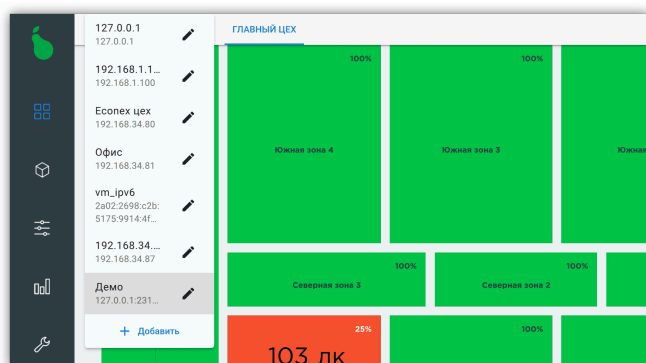 127.0.0.1
127.0.0.1
192.168.1.1...
192.168.1.100
Econex цех
192.168.34.80
Офис
192.168.34.81
vm_ipv6
2a02:2698:c2b:
5175:9914:4f...
192.168.34....
192.168.34.87
Демо
127.0.0.1:231...
+ Добавить
ГЛАВНЫЙ ЦЕХ
100%
100%
Южная зона 4
Южная зона 3
Южная
100%
100%
Северная зона 3
Северная зона 2
25%
100%
103 лк